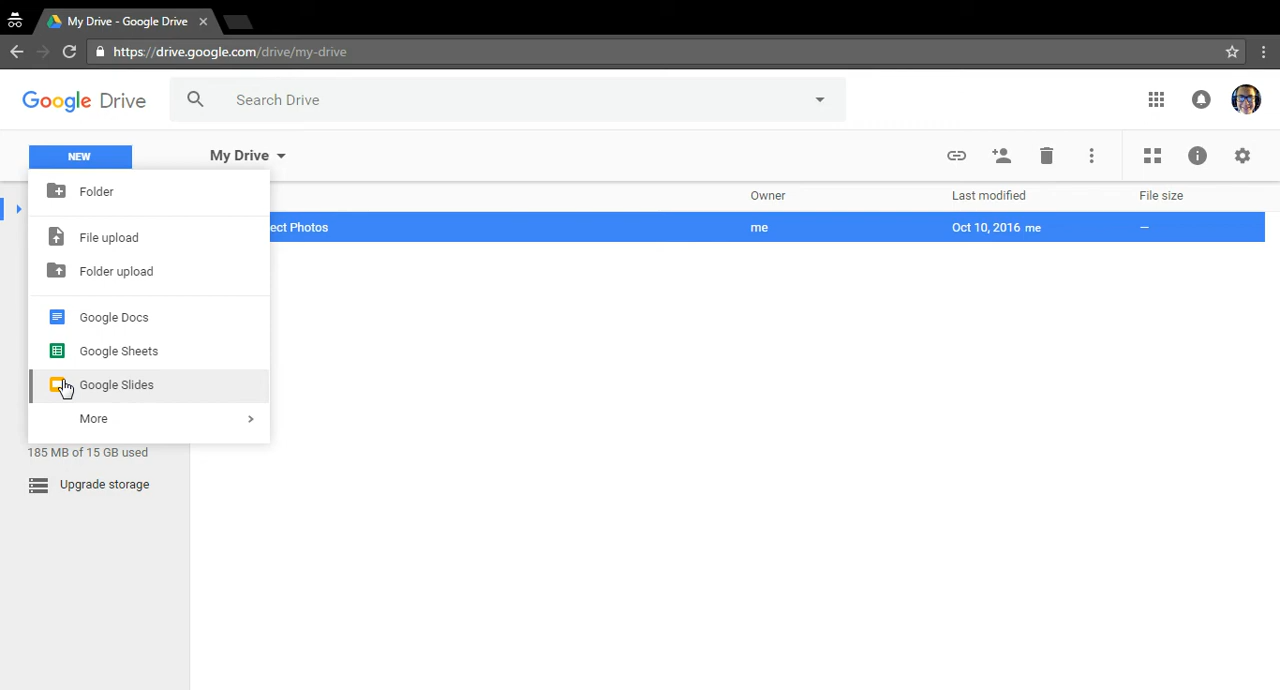 My Drive - Google Drive
https://drive.google.com/drive/my-drive
Google Drive
Search Drive
NEW
My Drive
Folder
Owner
Last modified
File size
File upload
Photos
me
Oct 10, 2016 me
—
Folder upload
Google Docs
Google Sheets
Google Slides
More
185 MB of 15 GB used
Upgrade storage